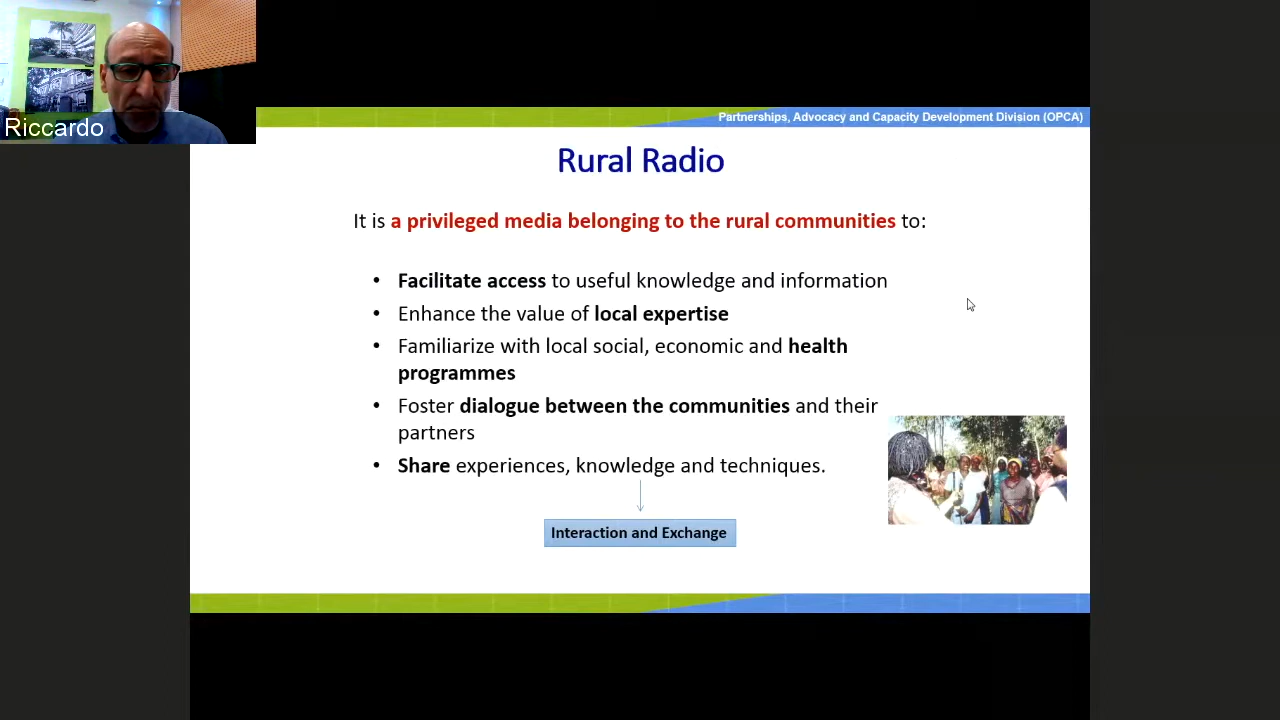 Riccardo
Partnerships, Advocacy and Capacity Development Division (OPCA)
Rural Radio
It is a privileged media belonging to the rural communities to:
• Facilitate access to useful knowledge and information
• Enhance the value of local expertise
• Familiarize with local social, economic and health
programmes
• Foster dialogue between the communities and their
partners
• Share experiences, knowledge and techniques.
Interaction and Exchange